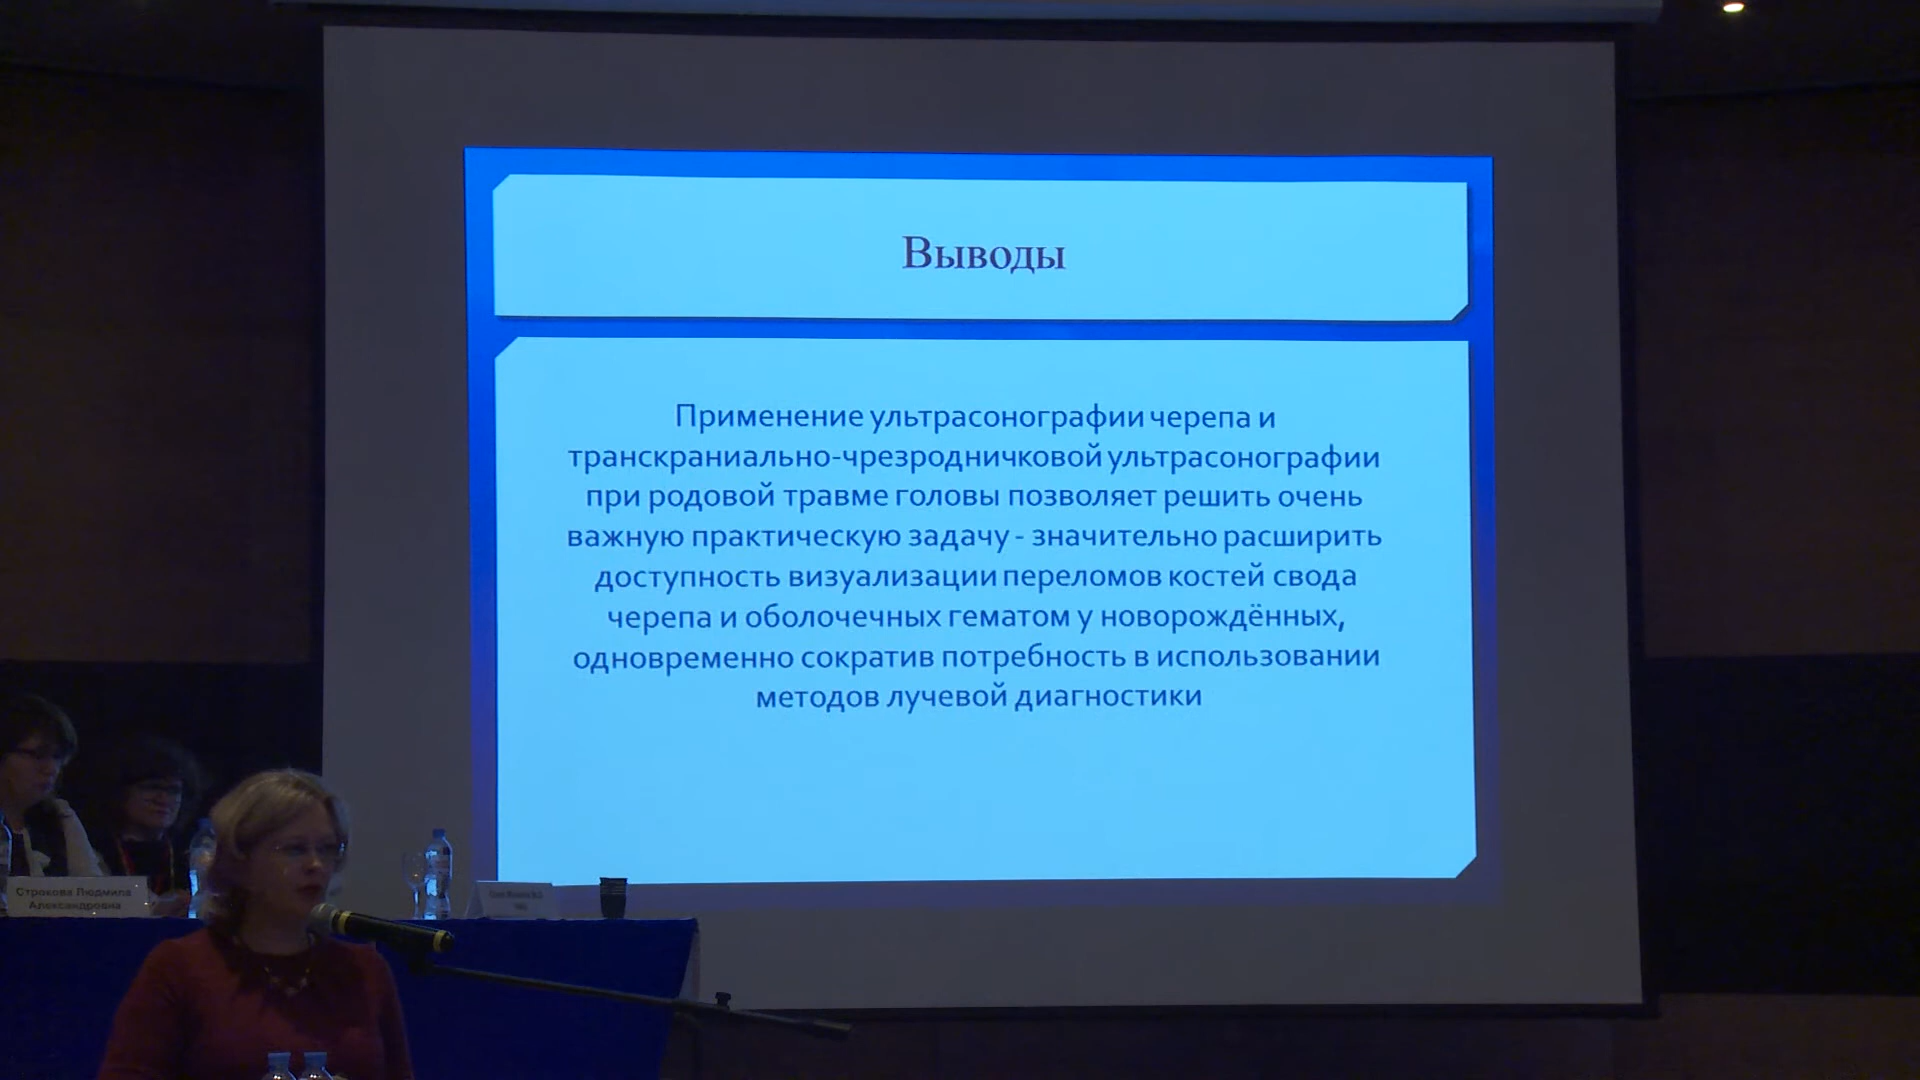 Выводы
Применение ультрасонографии черепа и
транскраниально-чрезродничковой ультрасонографии
при родовой травме головы позволяет решить очень
важную практическую задачу - значительно расширить
доступность визуализации переломов костей свода
черепа и оболочечных гематом у новорождённых,
одновременно сократив потребность в использовании
методов лучевой диагностики
Строкова Людмила
Александровна